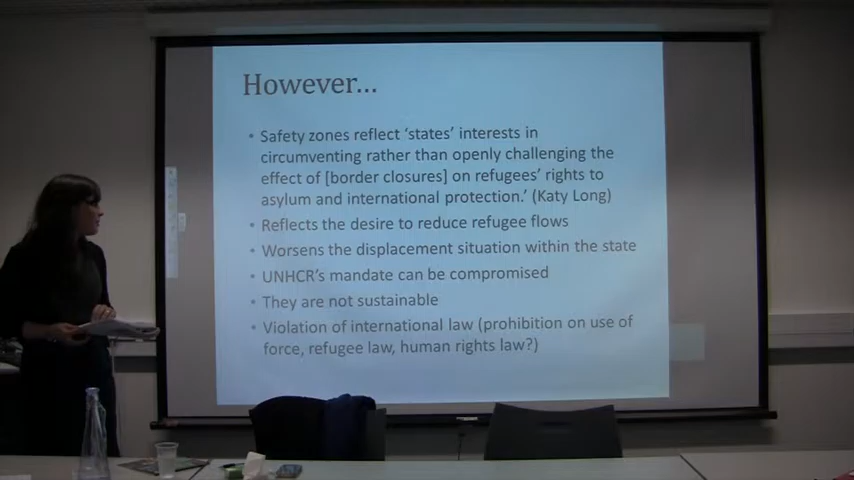 However...
• Safety zones reflect 'states' interests in
circumventing rather than openly challenging the
effect of [border closures] on refugees' rights to
asylum and international protection.' (Katy Long)
• Reflects the desire to reduce refugee flows
• Worsens the displacement situation within the state
• UNHCR's mandate can be compromised
• They are not sustainable
• Violation of international law (prohibition on use of
force, refugee law, human rights law?)